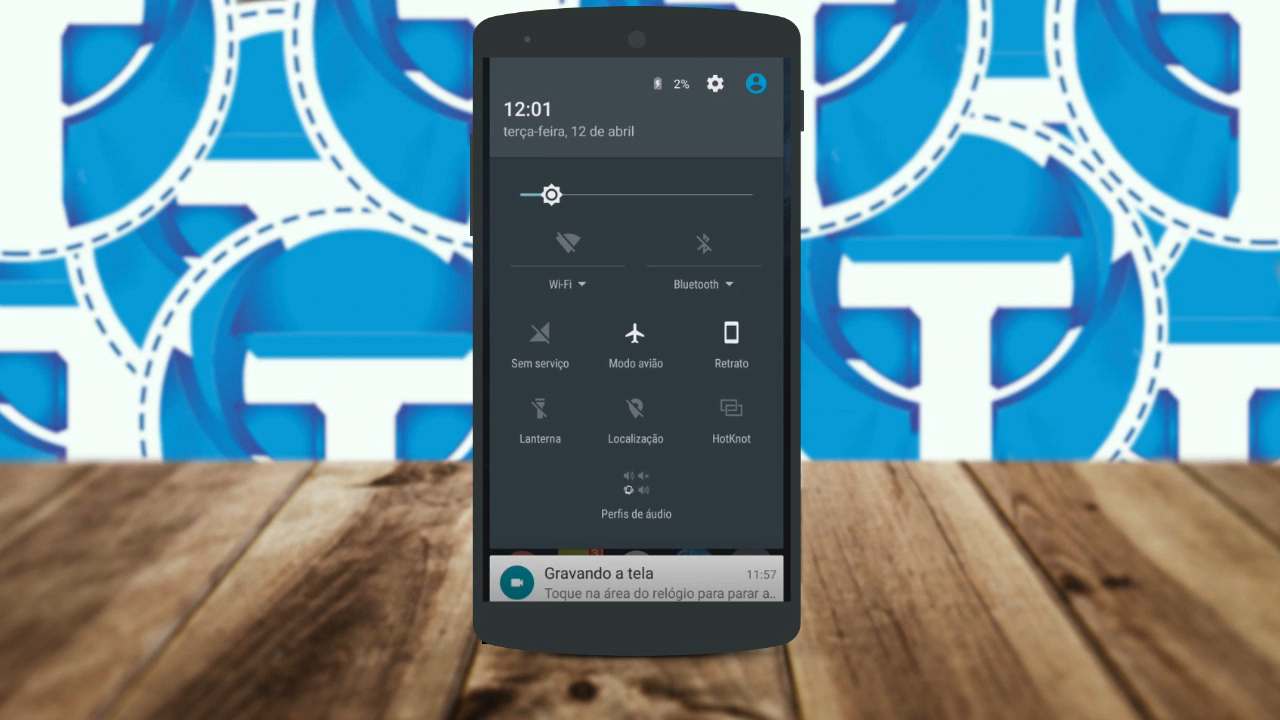 2%
12:01
terça-feira, 12 de abril
Wi-Fi
Bluetooth
Sem serviço
Modo avião
Retrato
Lanterna
Localização
HotKnot
Perfis de áudio
31
Gravando a tela
11:57
Toque na área do relógio para parar a..